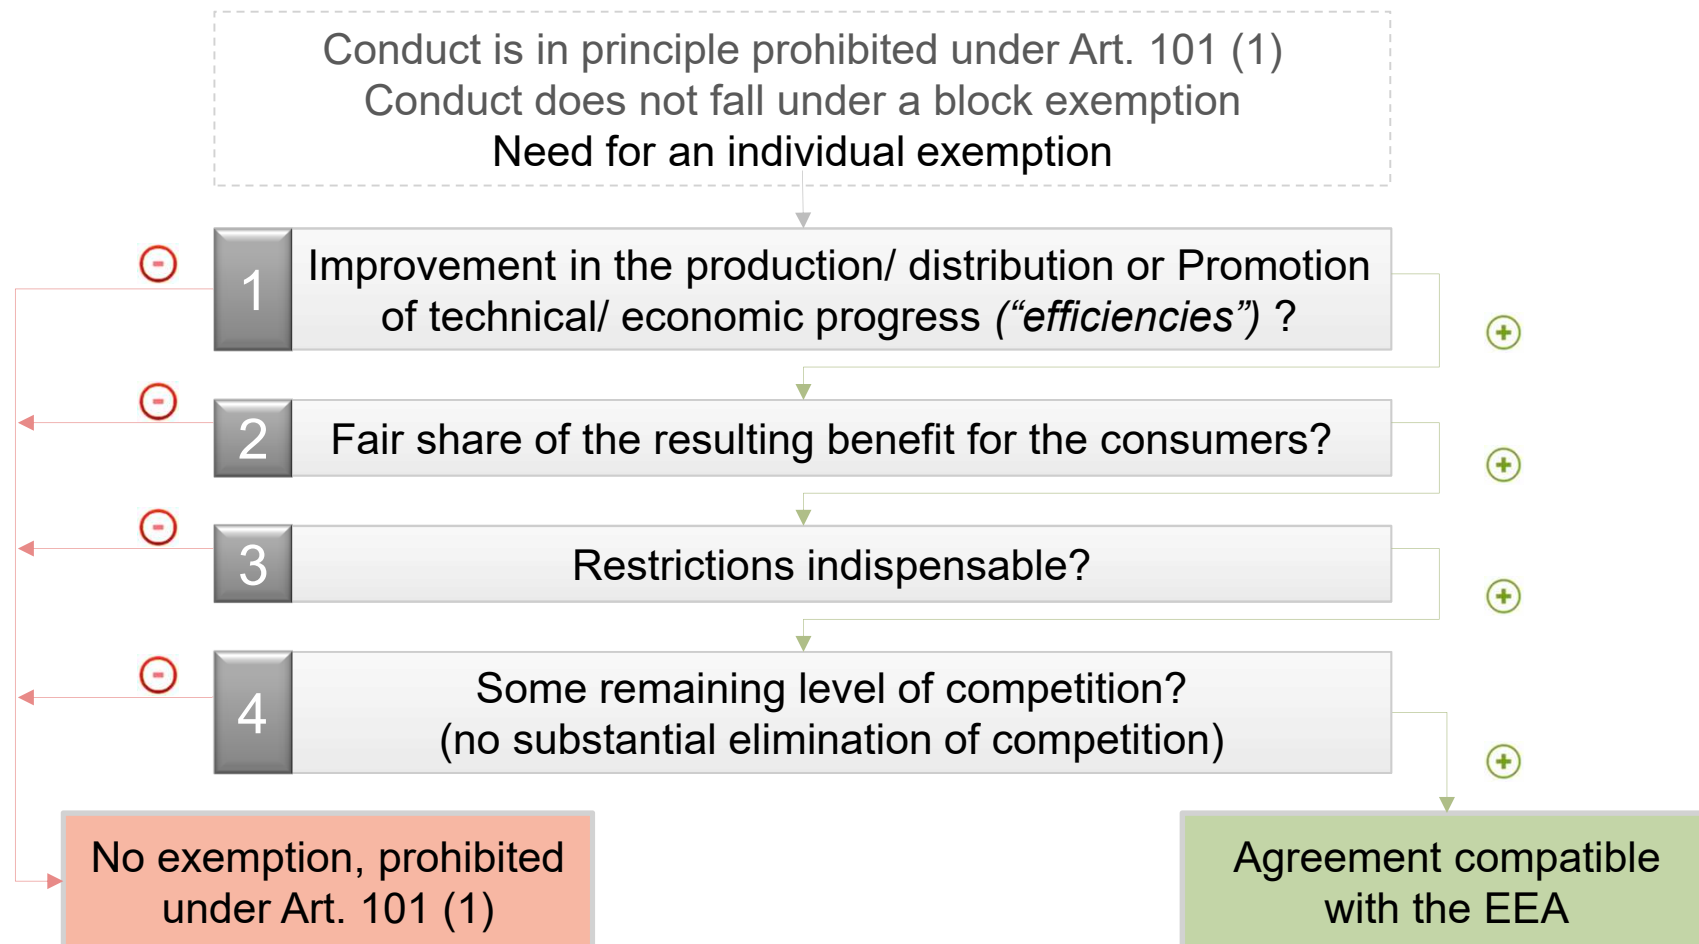 Conduct is in principle prohibited under Art. 101 (1)
Conduct does not fall under a block exemption
Need for an individual exemption
1
Improvement in the production/ distribution or Promotion
of technical/ economic progress (“efficiencies”) ?
2
Fair share of the resulting benefit for the consumers?
3
Restrictions indispensable?
4
Some remaining level of competition?
(no substantial elimination of competition)
No exemption, prohibited
under Art. 101 (1)
Agreement compatible
with the EEA